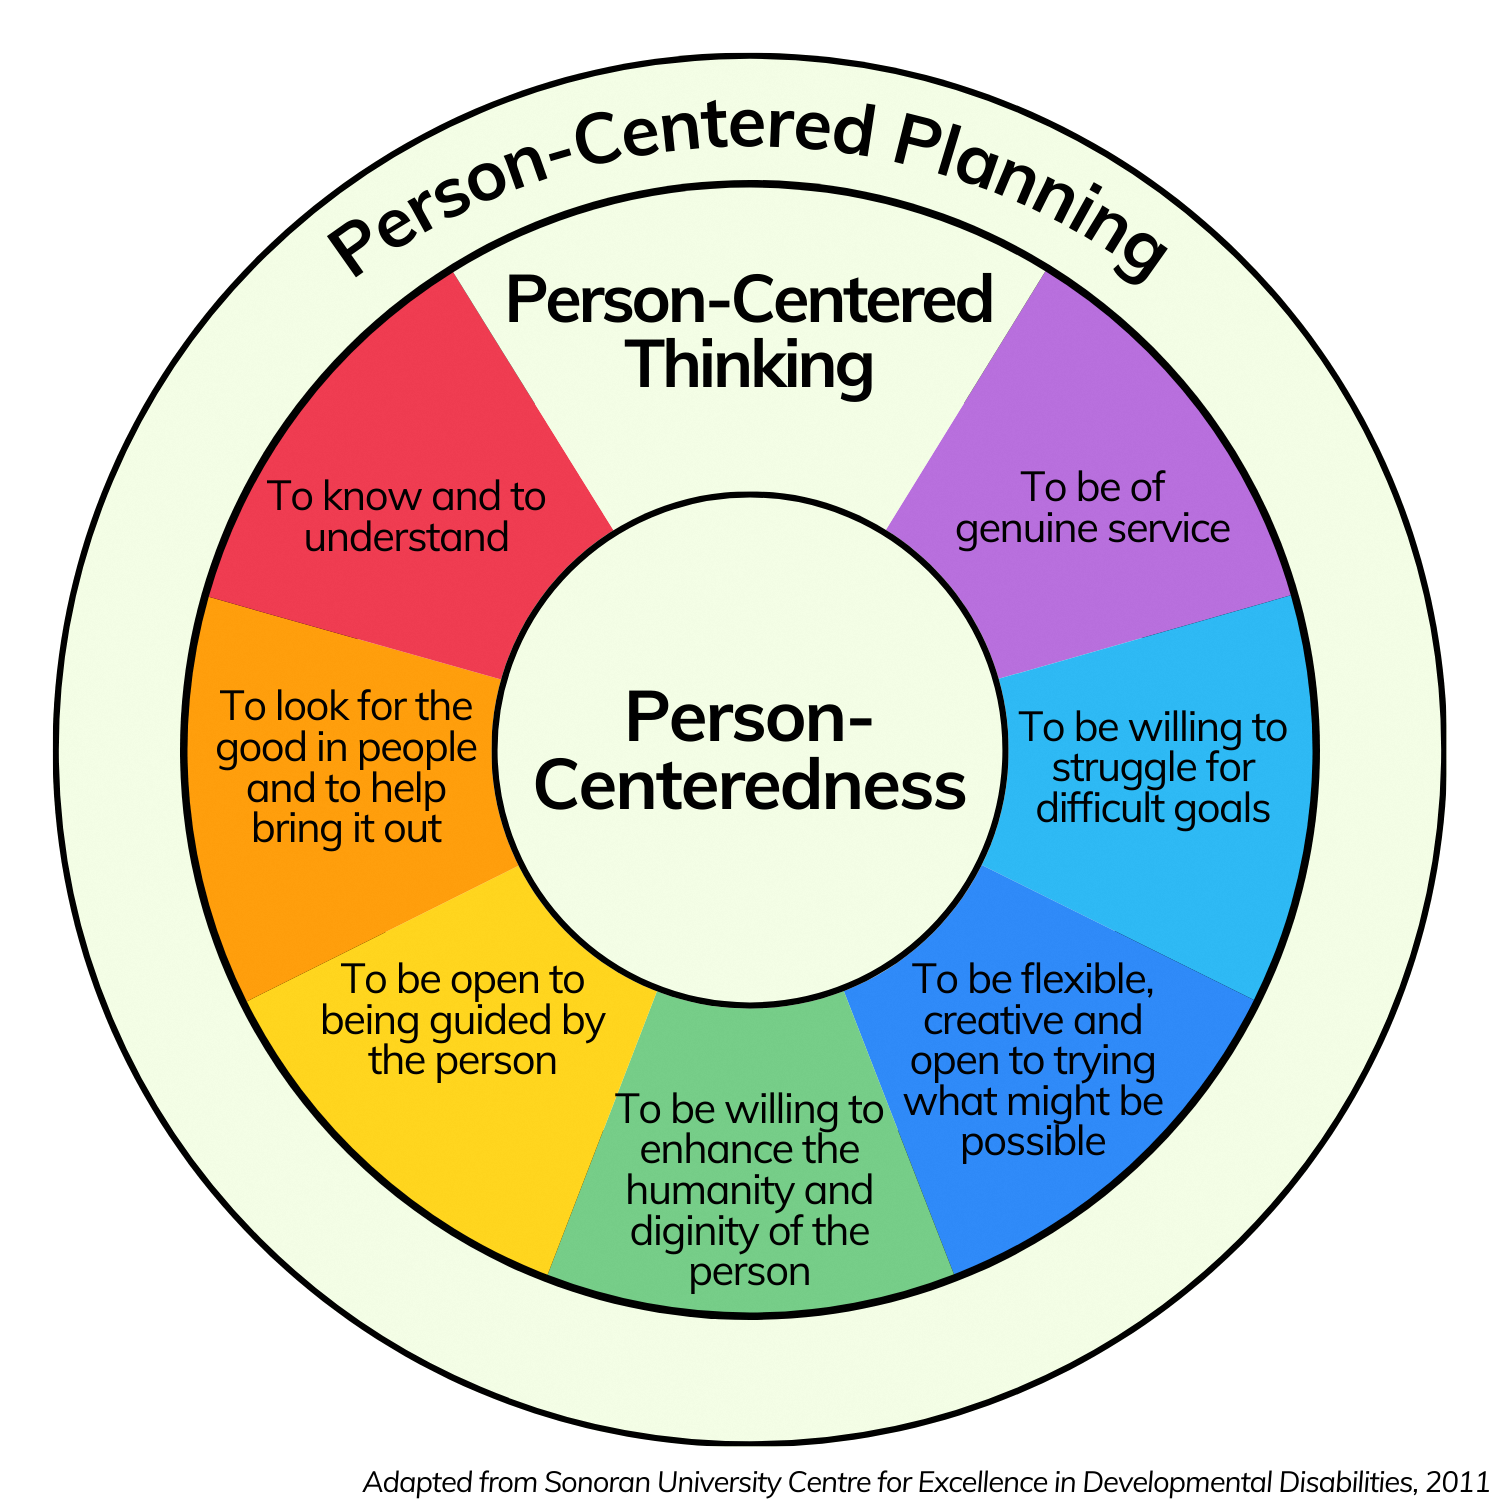 Person-Centered Planning
Person-Centered
Thinking
To know and to
understand
To be of
genuine service
To look for the
good in people
and to help
bring it out
Person-
Centeredness
To be willing to
struggle for
difficult goals
To be open to
being guided by
the person
To be flexible,
creative and
open to trying
what might be
possible
To be willing to
enhance the
humanity and
diginity of the
person
Adapted from Sonoran University Centre for Excellence in Developmental Disabilities, 2011